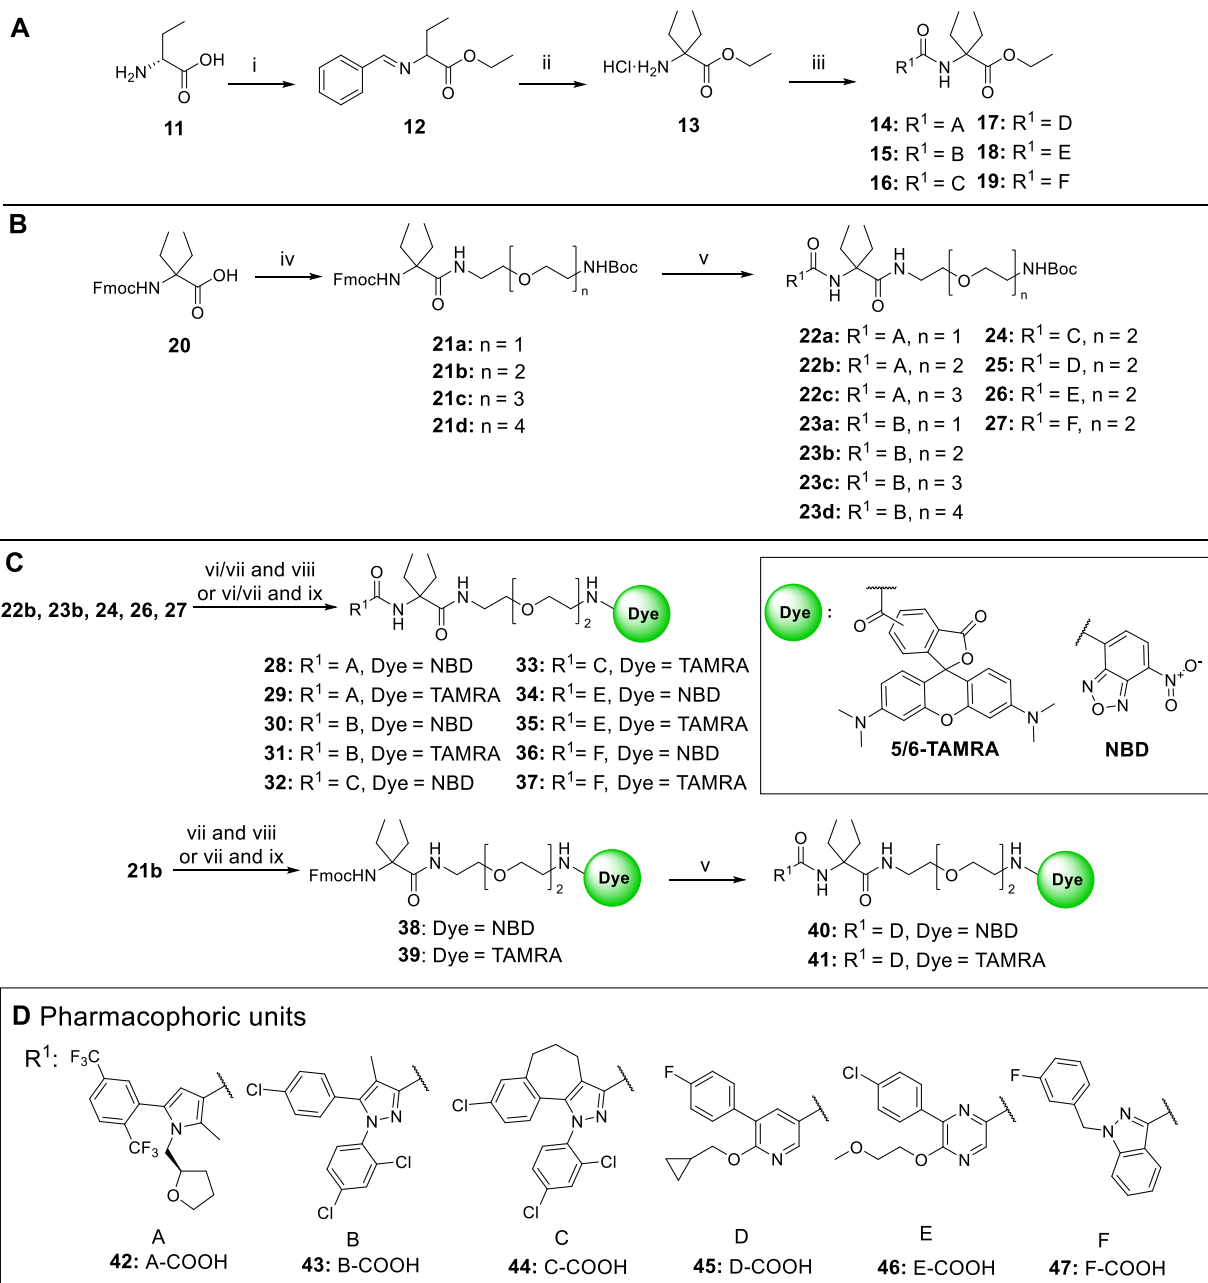 A
i
ii
iii
H₂N
OH
O
N
O
O
HCl·H₂N
O
O
O
R¹
N
H
O
O
11
12
13
14: R¹ = A 17: R¹ = D
15: R¹ = B 18: R¹ = E
16: R¹ = C 19: R¹ = F
B
iv
v
FmocHN
OH
O
FmocHN
H
N
O
O
NHBoc
n
O
R¹
N
H
H
N
O
O
NHBoc
n
20
21a: n = 1
21b: n = 2
21c: n = 3
21d: n = 4
22a: R¹ = A, n = 1 24: R¹ = C, n = 2
22b: R¹ = A, n = 2 25: R¹ = D, n = 2
22c: R¹ = A, n = 3 26: R¹ = E, n = 2
23a: R¹ = B, n = 1 27: R¹ = F, n = 2
23b: R¹ = B, n = 2
23c: R¹ = B, n = 3
23d: R¹ = B, n = 4
C
22b, 23b, 24, 26, 27
vi/vii and viii
or vi/vii and ix
O
R¹
N
H
H
N
O
O
2
H
N
Dye
28: R¹ = A, Dye = NBD 33: R¹ = C, Dye = TAMRA
29: R¹ = A, Dye = TAMRA 34: R¹ = E, Dye = NBD
30: R¹ = B, Dye = NBD 35: R¹ = E, Dye = TAMRA
31: R¹ = B, Dye = TAMRA 36: R¹ = F, Dye = NBD
32: R¹ = C, Dye = NBD 37: R¹ = F, Dye = TAMRA
Dye :
O
O
O
N
O
N
5/6-TAMRA
N
O
N
N⁺
O⁻
O
NBD
21b
vii and viii
or vii and ix
FmocHN
H
N
O
O
2
H
N
Dye
38: Dye = NBD
39: Dye = TAMRA
v
O
R¹
N
H
H
N
O
O
2
H
N
Dye
40: R¹ = D, Dye = NBD
41: R¹ = D, Dye = TAMRA
D Pharmacophoric units
R¹:
F₃C
CF₃
N
O
A
42: A-COOH
Cl
N
N
Cl
Cl
B
43: B-COOH
Cl
N
N
Cl
Cl
C
44: C-COOH
F
O
N
D
45: D-COOH
Cl
N
N
O
O
E
46: E-COOH
F
N
N
F
47: F-COOH